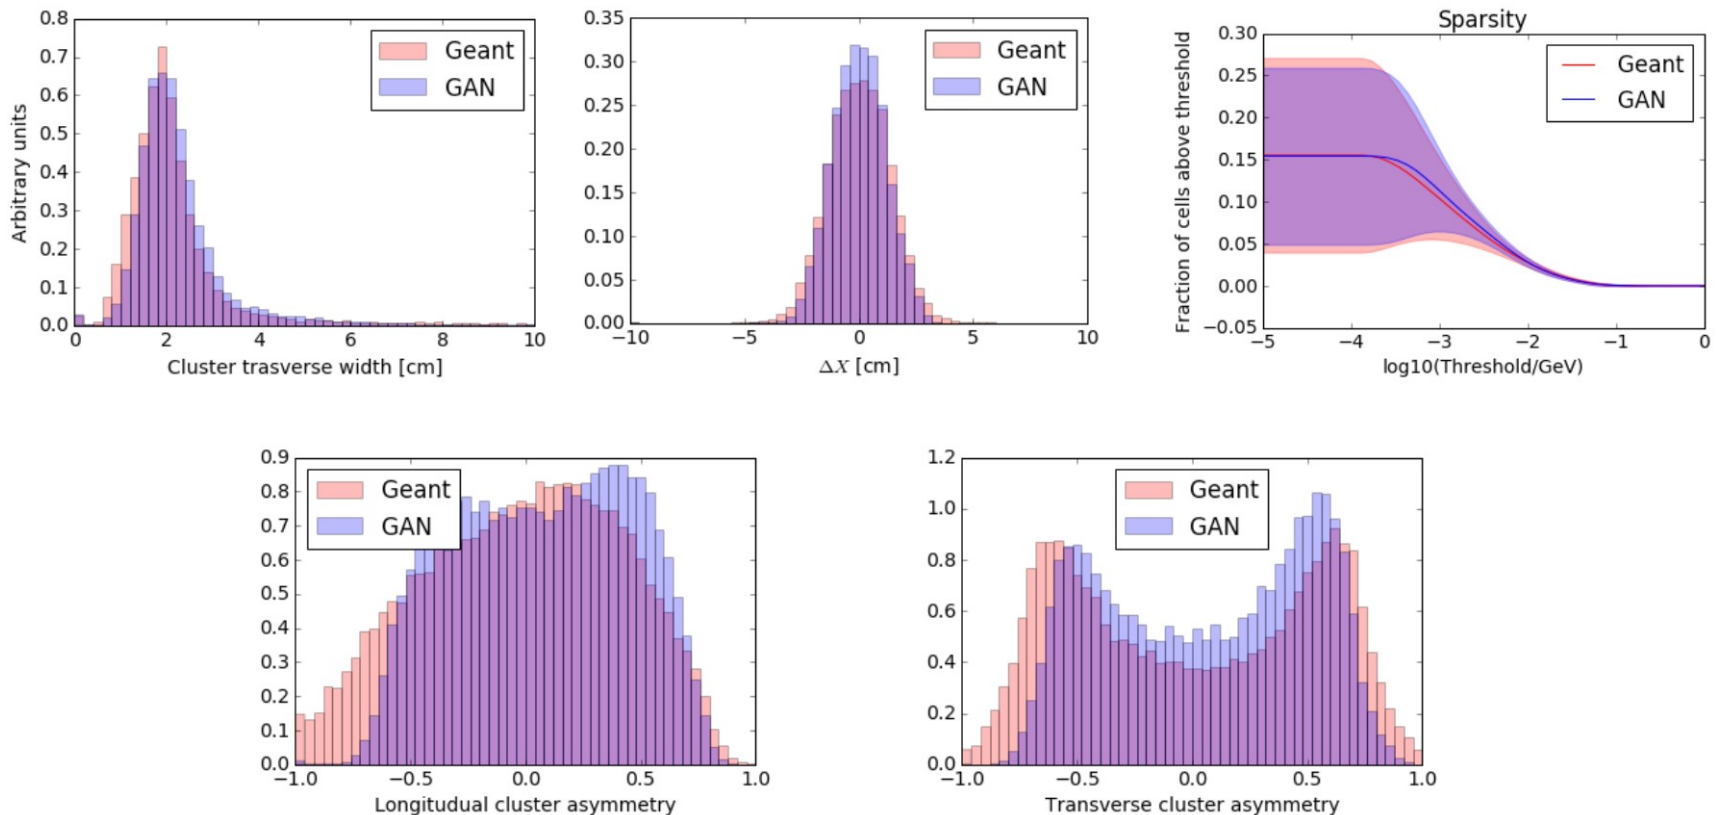 0.8
0.7
0.6
0.5
0.4
0.3
0.2
0.1
0.0
Arbitrary units
Geant
GAN
0 2 4 6 8 10
Cluster trasverse width [cm]
0.35
0.30
0.25
0.20
0.15
0.10
0.05
0.00
Geant
GAN
−10 −5 0 5 10
ΔX [cm]
Sparsity
0.30
0.25
0.20
0.15
0.10
0.05
0.00
−0.05
Fraction of cells above threshold
Geant
GAN
−5 −4 −3 −2 −1 0
log10(Threshold/GeV)
0.9
0.8
0.7
0.6
0.5
0.4
0.3
0.2
0.1
0.0
Geant
GAN
−1.0 −0.5 0.0 0.5 1.0
Longitudual cluster asymmetry
1.2
1.0
0.8
0.6
0.4
0.2
0.0
Geant
GAN
−1.0 −0.5 0.0 0.5 1.0
Transverse cluster asymmetry